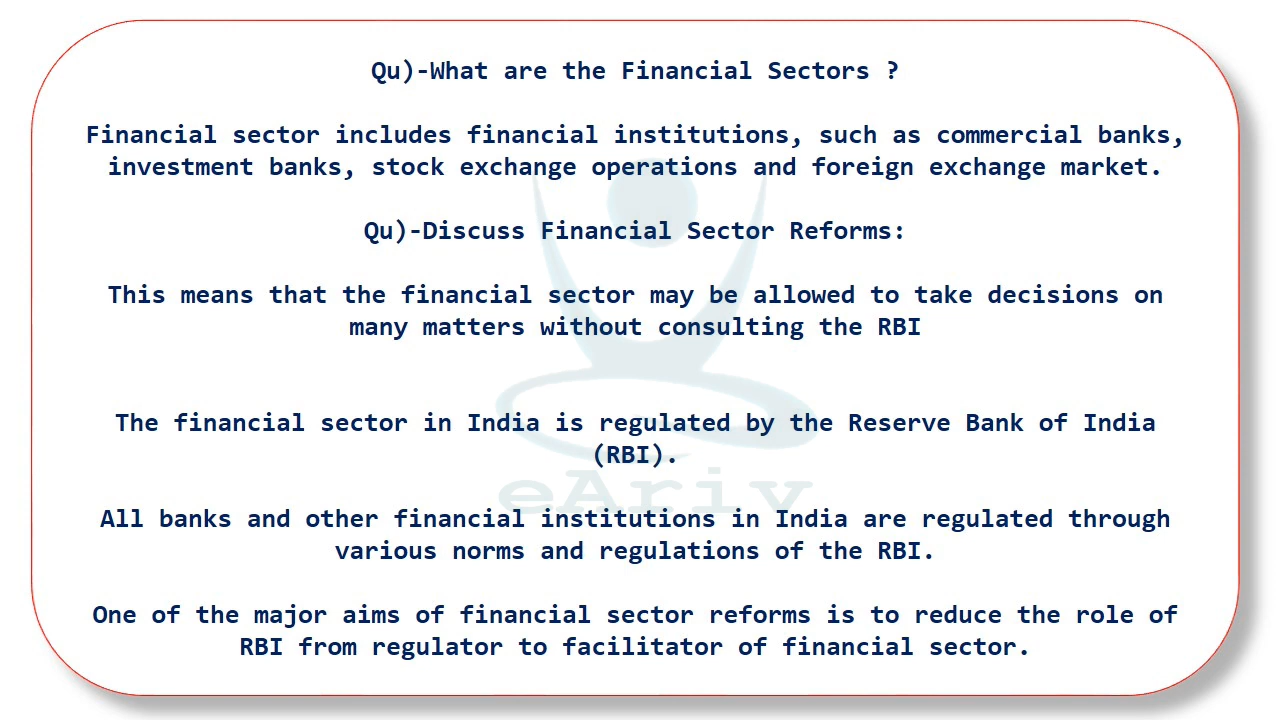 Qu)-What are the Financial Sectors ?
Financial sector includes financial institutions, such as commercial banks,
investment banks, stock exchange operations and foreign exchange market.
Qu)-Discuss Financial Sector Reforms:
This means that the financial sector may be allowed to take decisions on
many matters without consulting the RBI
The financial sector in India is regulated by the Reserve Bank of India
(RBI).
eAriv
All banks and other financial institutions in India are regulated through
various norms and regulations of the RBI.
One of the major aims of financial sector reforms is to reduce the role of
RBI from regulator to facilitator of financial sector.